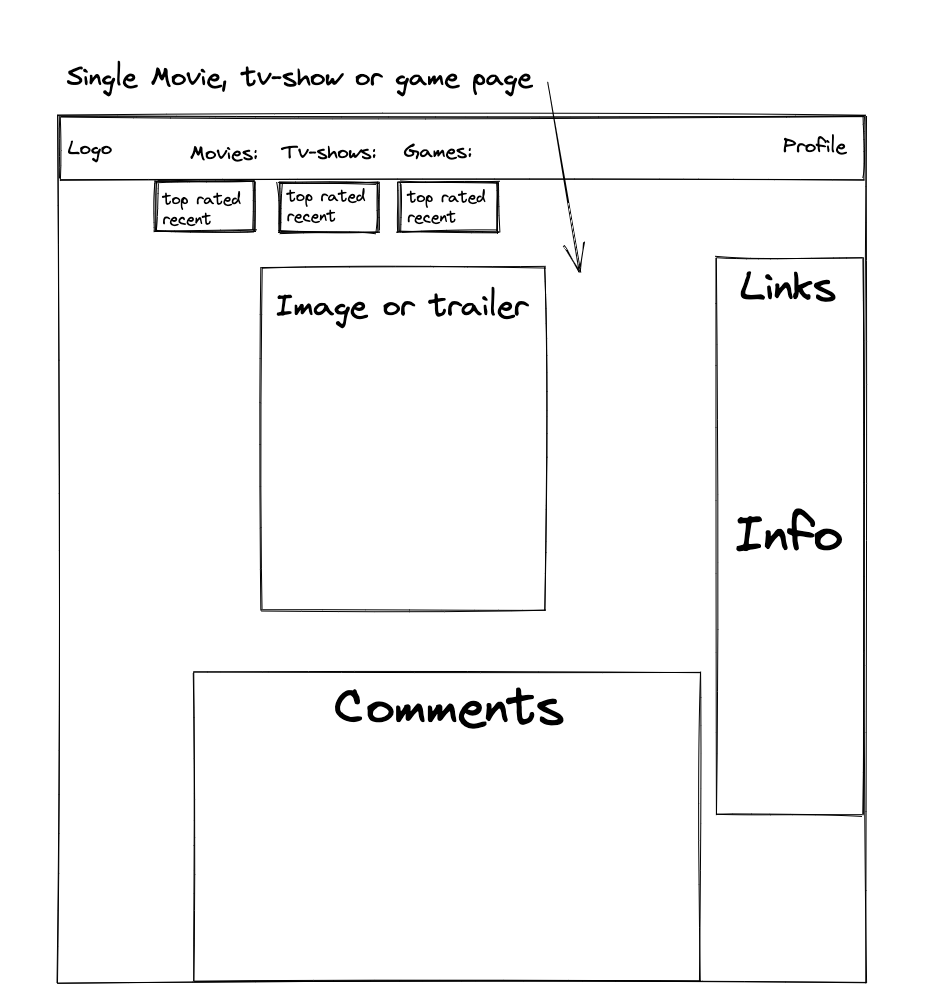 Single Movie, tv-show or game page
Logo
Movies:
Tv-shows:
Games:
Profile
top rated
recent
top rated
recent
top rated
recent
Image or trailer
Links
Info
Comments